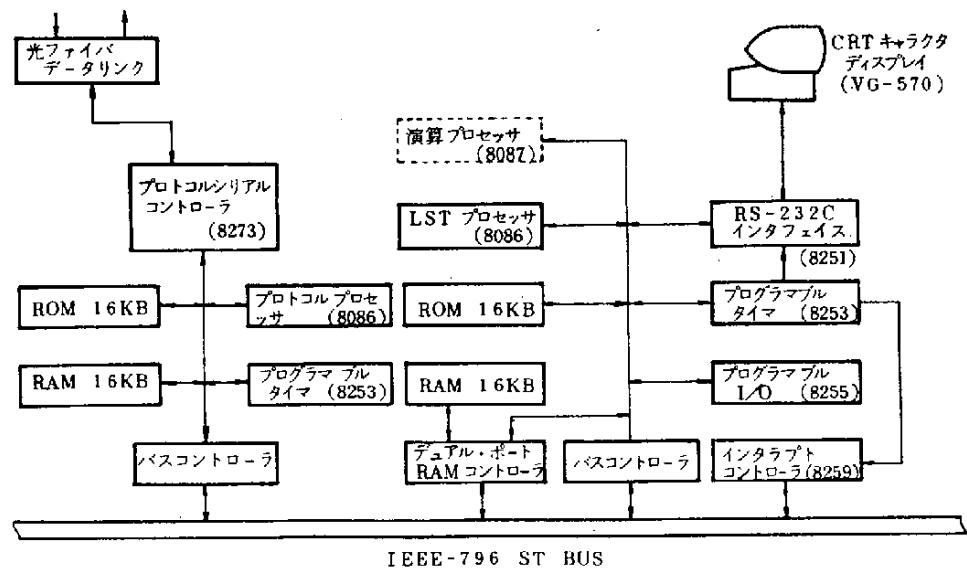 光ファイバ
データリンク
CRTキャラクタ
ディスプレイ
(VG-570)
演算プロセッサ
(8087)
プロトコルシリアル
コントローラ
(8273)
LST プロセッサ
(8086)
RS-232C
インタフェイス
(8251)
ROM 16KB
プロトコル プロセ
ッサ (8086)
ROM 16KB
プログラマブル
タイマ (8253)
RAM 16KB
プログラマ ブル
タイマ (8253)
RAM 16KB
プログラマ ブル
I/O (8255)
バスコントローラ
デュアル・ポート
RAMコントローラ
バスコントローラ
インタラプト
コントローラ(8259)
IEEE-796 ST BUS